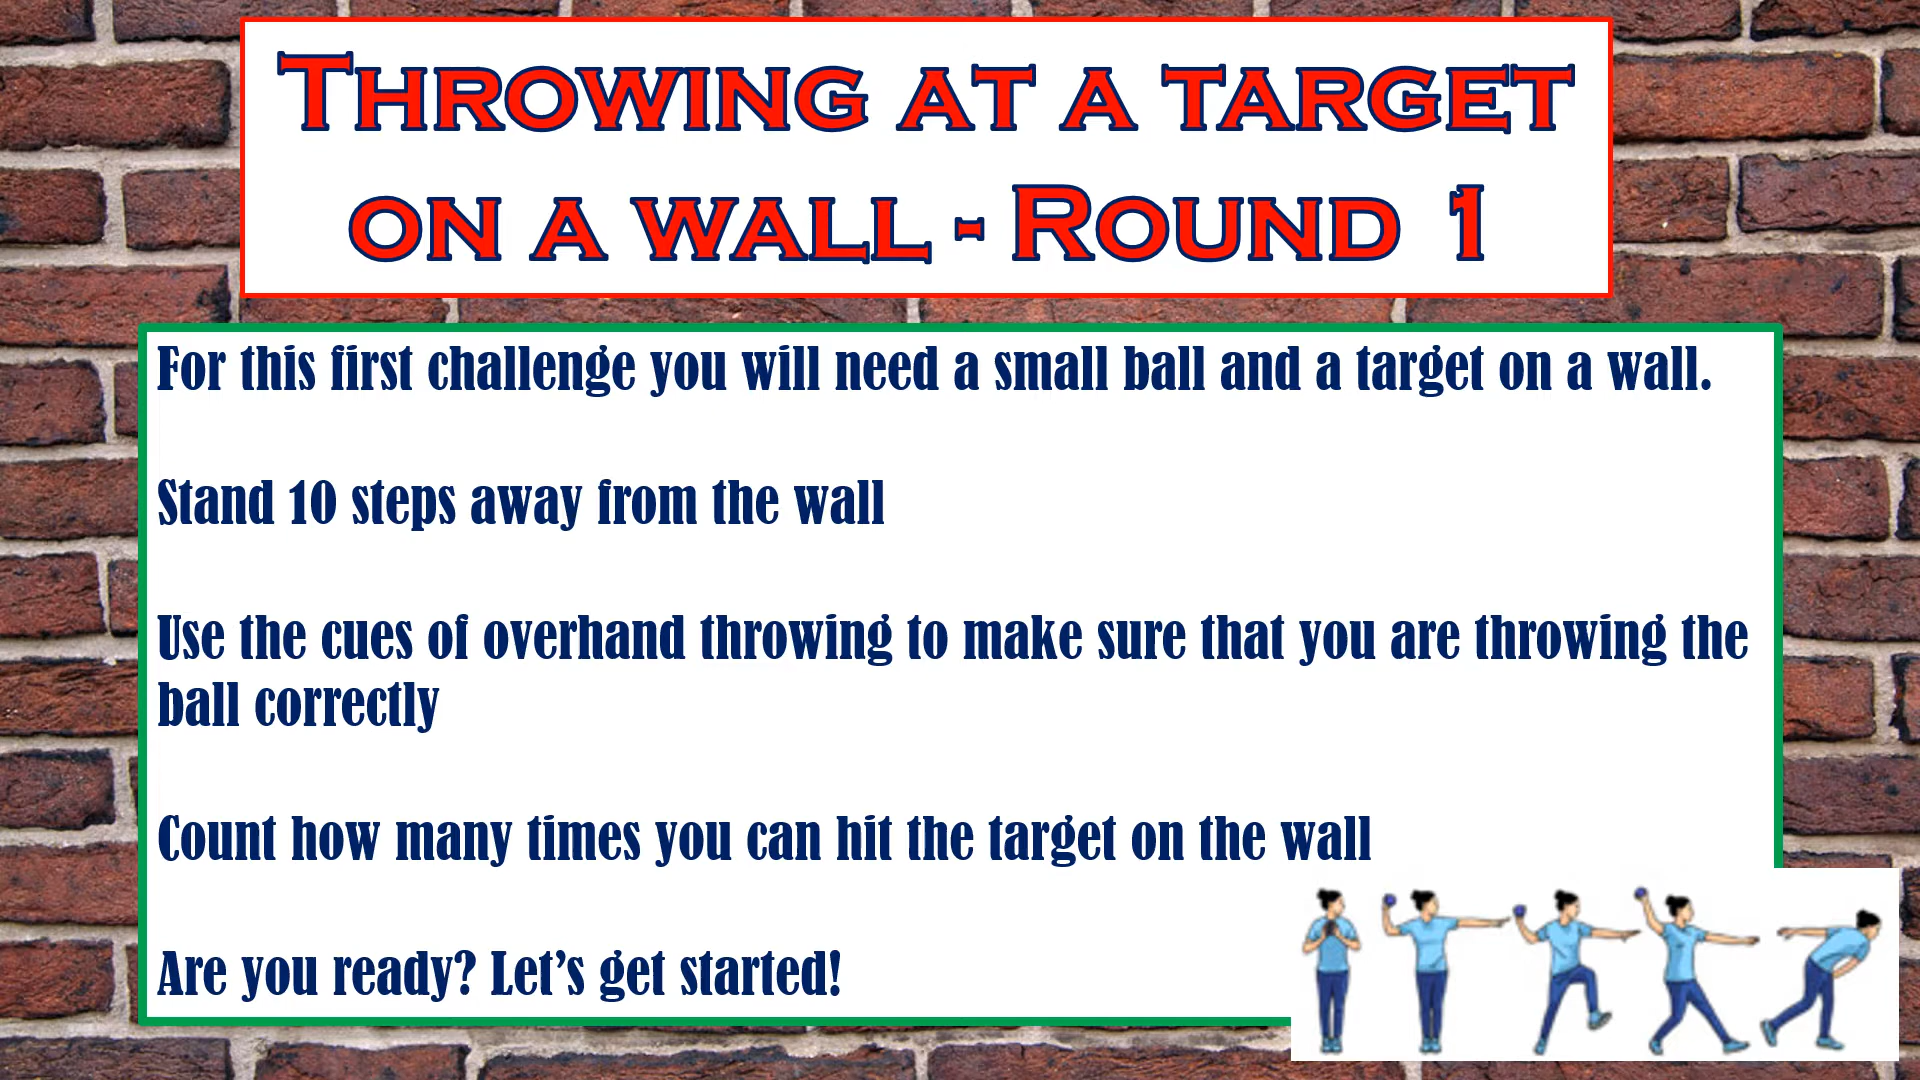 Throwing at a target
on a wall - Round 1
For this first challenge you will need a small ball and a target on a wall.
Stand 10 steps away from the wall
Use the cues of overhand throwing to make sure that you are throwing the
ball correctly
Count how many times you can hit the target on the wall
Are you ready? Let’s get started!